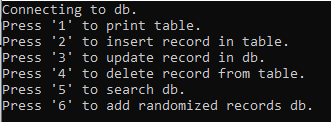 Connecting to db.
Press '1' to print table.
Press '2' to insert record in table.
Press '3' to update record in db.
Press '4' to delete record from table.
Press '5' to search db.
Press '6' to add randomized records db.